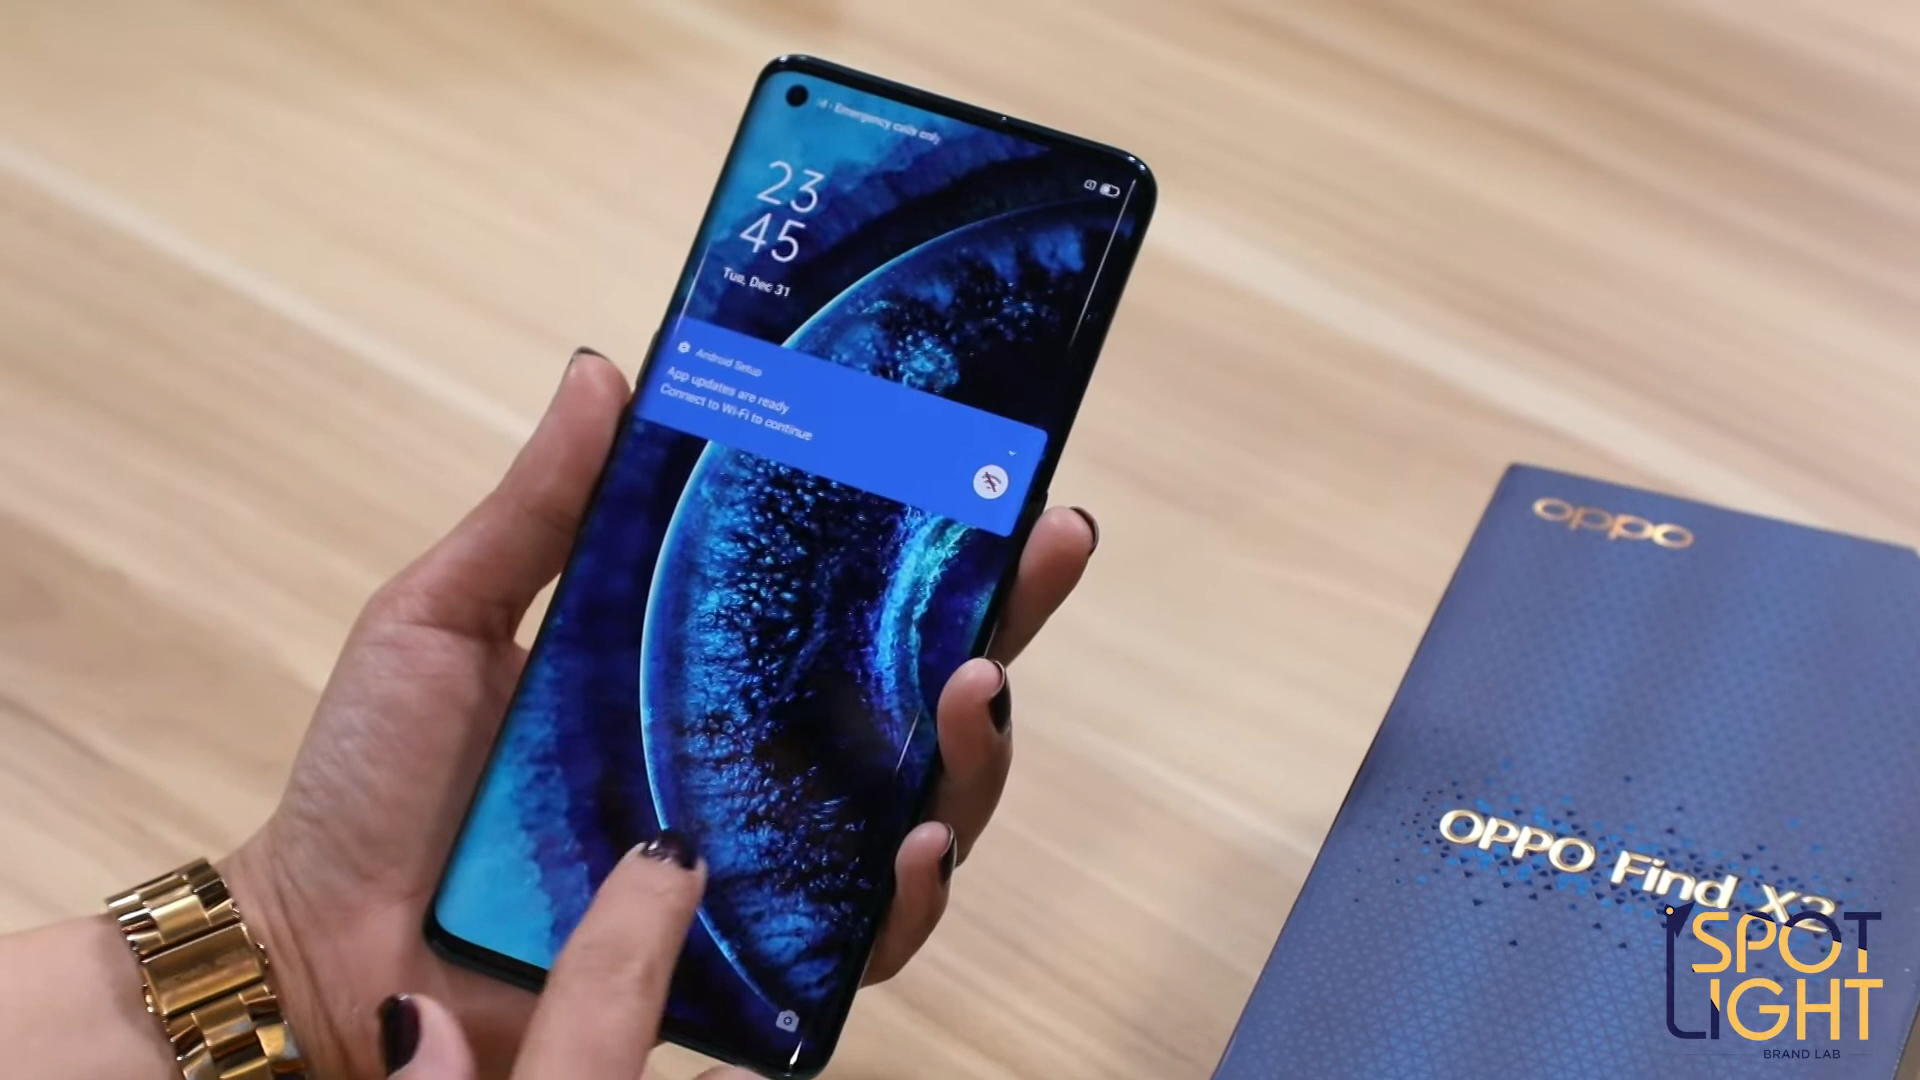 Emergency calls only
23
45
Tue, Dec 31
Android Setup
App updates are ready
Connect to Wi-Fi to continue
oppo
OPPO Find X2
SPOT
LIGHT
BRAND LAB